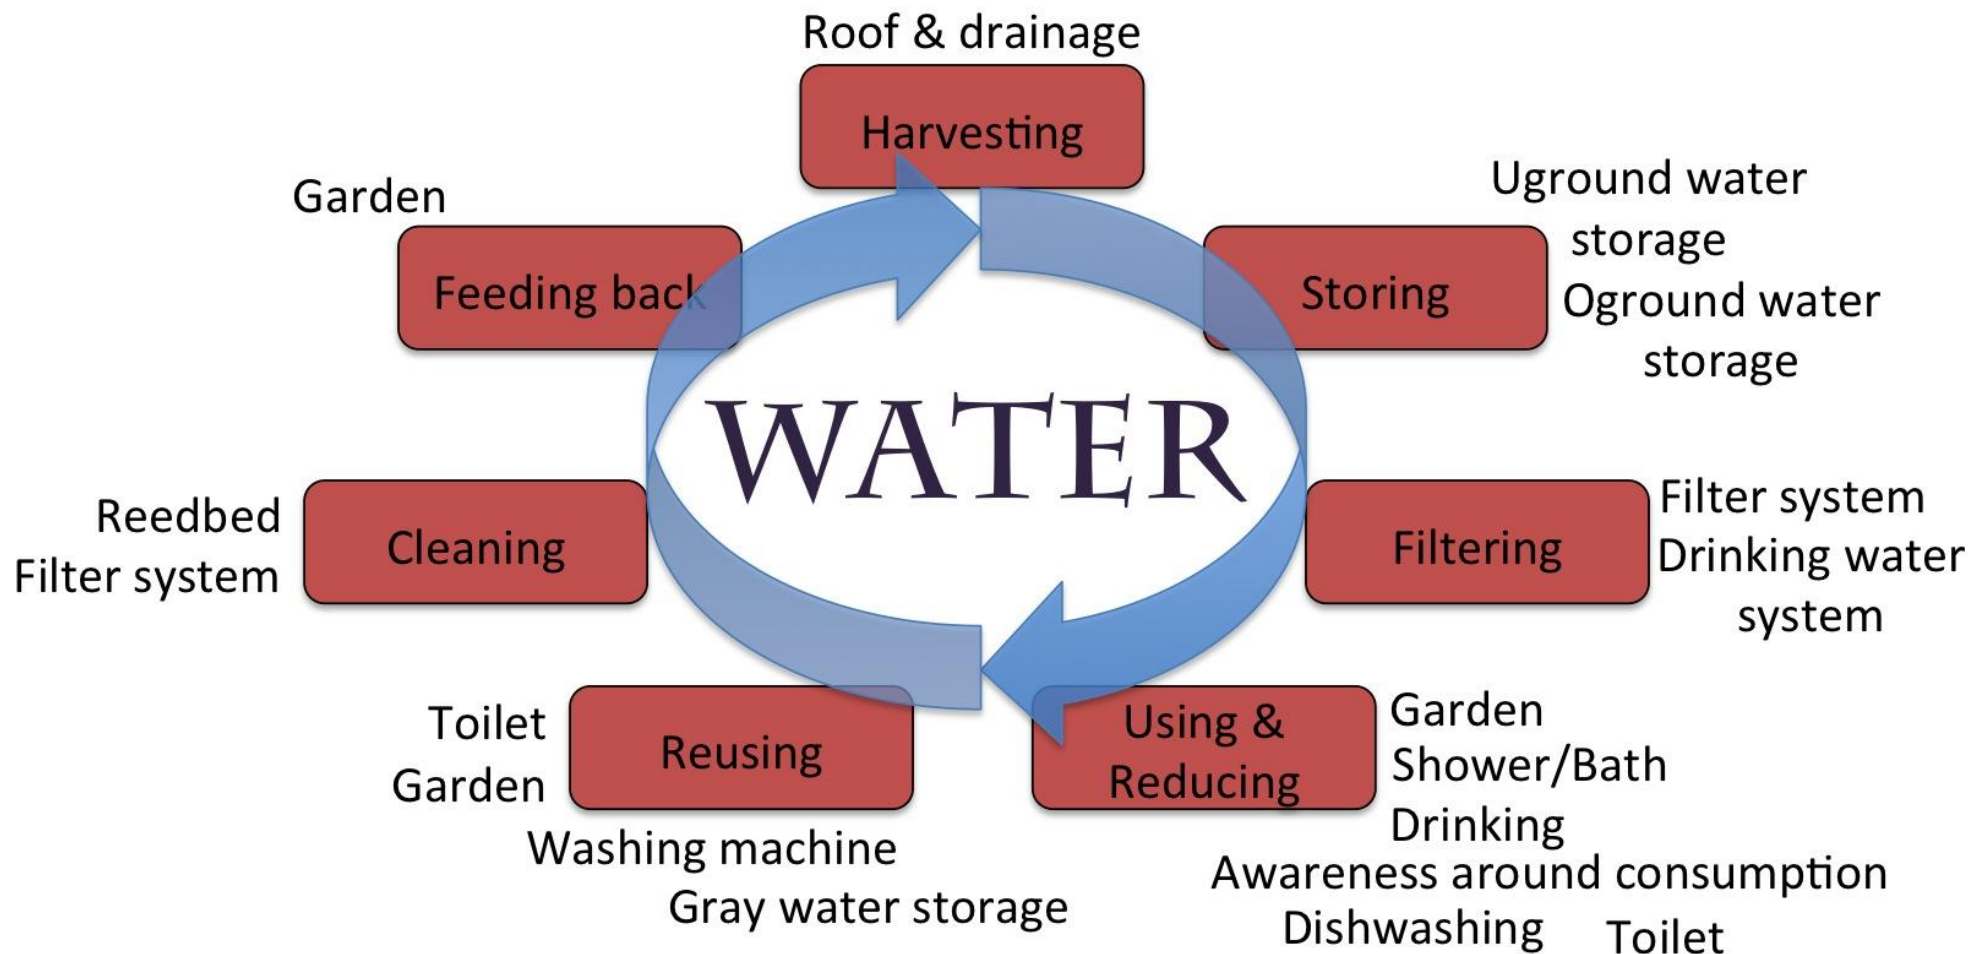 Roof & drainage
Harvesting
Uground water
storage
Oground water
storage
Storing
Filter system
Drinking water
system
Filtering
Using &
Reducing
Garden
Shower/Bath
Drinking
Awareness around consumption
Dishwashing
Toilet
Reusing
Toilet
Garden
Washing machine
Gray water storage
Cleaning
Reedbed
Filter system
Garden
Feeding back
WATER